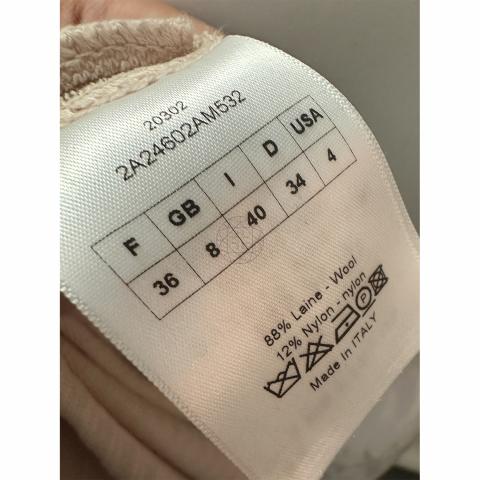 20302
2A24602AM532
F GB I D USA
36 8 40 34 4
88% Laine - Wool
12% Nylon - nylon
Made in ITALY